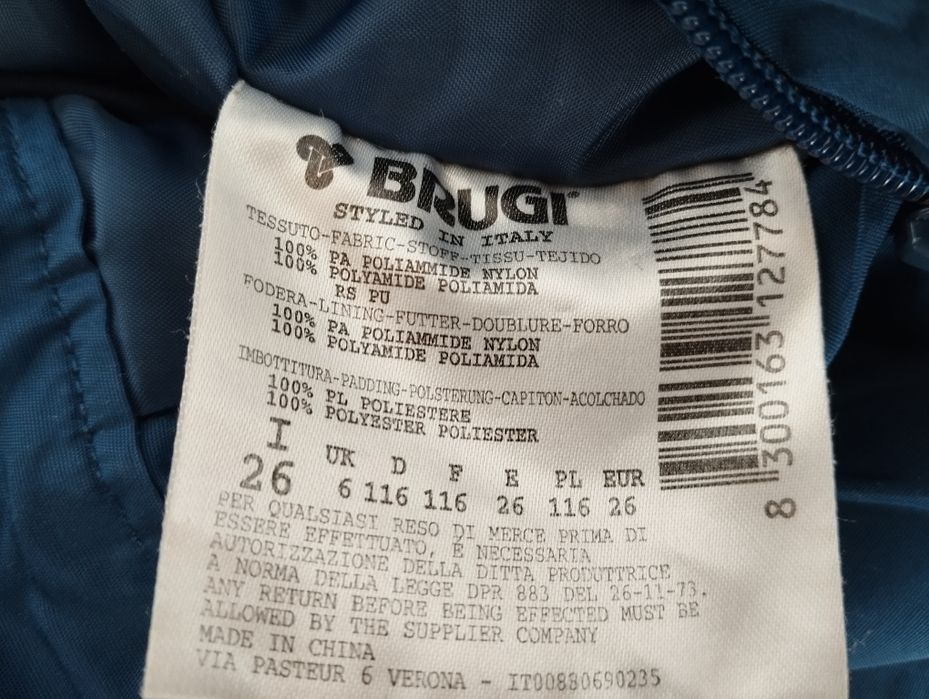 BRUGI®
STYLED IN ITALY
TESSUTO-FABRIC-STOFF-TISSU-TEJIDO
100% PA POLIAMMIDE NYLON
100% POLYAMIDE POLIAMIDA
RS PU
FODERA-LINING-FUTTER-DOUBLURE-FORRO
100% PA POLIAMMIDE NYLON
100% POLYAMIDE POLIAMIDA
IMBOTTITURA-PADDING-POLSTERUNG-CAPITON-ACOLCHADO
100% PL POLIESTERE
100% POLYESTER POLIESTER
I UK D F E PL EUR
26 6 116 116 26 116 26
PER QUALSIASI RESO DI MERCE PRIMA DI
ESSERE EFFETTUATO, È NECESSARIA
AUTORIZZAZIONE DELLA DITTA PRODUTTRICE
A NORMA DELLA LEGGE DPR 883 DEL 26-11-73.
ANY RETURN BEFORE BEING EFFECTED MUST BE
ALLOWED BY THE SUPPLIER COMPANY
MADE IN CHINA
VIA PASTEUR 6 VERONA - IT00880690235
8 300163 127784